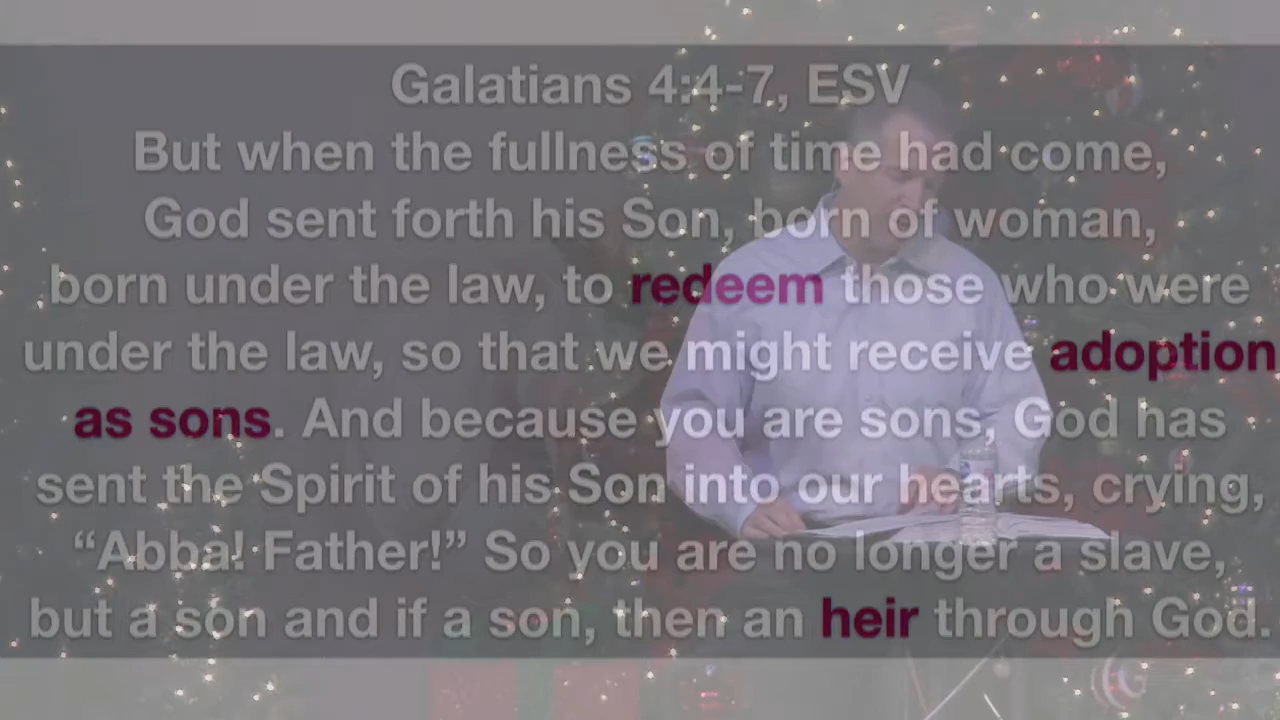 Galatians 4:4-7, ESV
But when the fullness of time had come,
God sent forth his Son, born of woman,
born under the law, to redeem those who were
under the law, so that we might receive adoption
as sons. And because you are sons, God has
sent the Spirit of his Son into our hearts, crying,
“Abba! Father!” So you are no longer a slave,
but a son and if a son, then an heir through God.